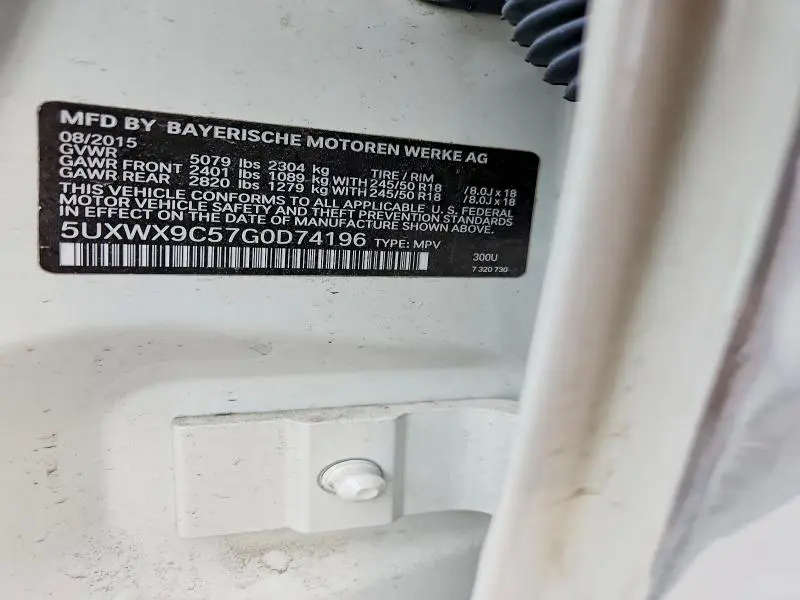 MFD BY BAYERISCHE MOTOREN WERKE AG
08/2015
GVWR 5079 lbs 2304 kg TIRE / RIM
GAWR FRONT 2401 lbs 1089 kg WITH 245/50 R18 /8.0J x 18
GAWR REAR 2820 lbs 1279 kg WITH 245/50 R18 /8.0J x 18
THIS VEHICLE CONFORMS TO ALL APPLICABLE U.S. FEDERAL
MOTOR VEHICLE SAFETY AND THEFT PREVENTION STANDARDS
IN EFFECT ON THE DATE OF MANUFACTURE SHOWN ABOVE.
5UXWX9C57G0D74196 TYPE: MPV
300U
7 320 730